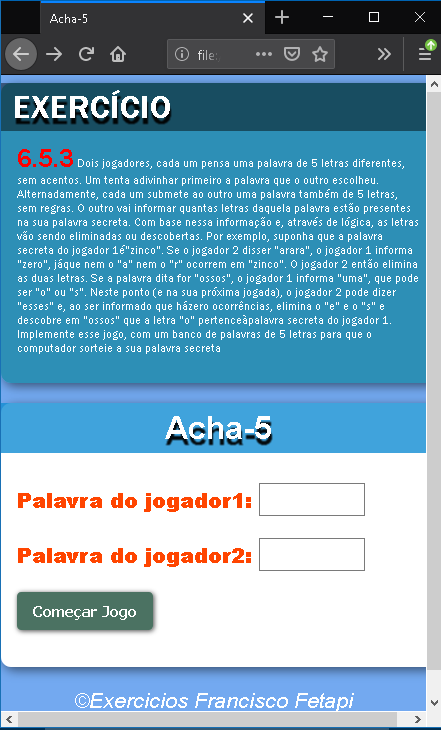 Acha-5
file:
EXERCÍCIO
6.5.3 Dois jogadores, cada um pensa uma palavra de 5 letras diferentes,
sem acentos. Um tenta adivinhar primeiro a palavra que o outro escolheu.
Alternadamente, cada um submete ao outro uma palavra também de 5 letras,
sem regras. O outro vai informar quantas letras daquela palavra estão presentes
na sua palavra secreta. Com base nessa informação e, através de lógica, as letras
vão sendo eliminadas ou descobertas. Por exemplo, suponha que a palavra
secreta do jogador 1é"zinco". Se o jogador 2 disser "arara", o jogador 1 informa
"zero", jáque nem o "a" nem o "r" ocorrem em "zinco". O jogador 2 então elimina
as duas letras. Se a palavra dita for "ossos", o jogador 1 informa "uma", que pode
ser "o" ou "s". Neste ponto (e na sua próxima jogada), o jogador 2 pode dizer
"esses" e, ao ser informado que házero ocorrências, elimina o "e" e o "s" e
descobre em "ossos" que a letra "o" pertenceàpalavra secreta do jogador 1.
Implemente esse jogo, com um banco de palavras de 5 letras para que o
computador sorteie a sua palavra secreta
Acha-5
Palavra do jogador1:
Palavra do jogador2:
Começar Jogo
©Exercicios Francisco Fetapi